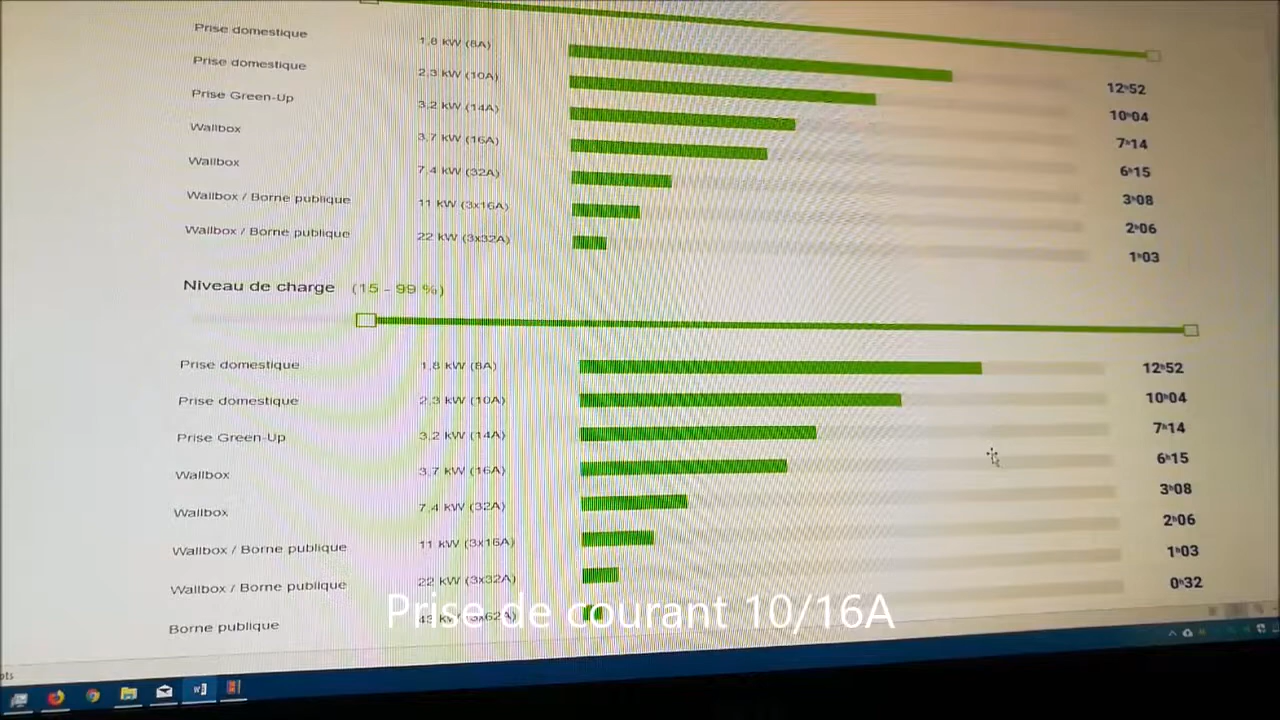 Prise domestique 1,8 kW (8A) 12h52
Prise domestique 2,3 kW (10A) 10h04
Prise Green-Up 3,2 kW (14A) 7h14
Wallbox 3,7 kW (16A) 6h15
Wallbox 7,4 kW (32A) 3h08
Wallbox / Borne publique 11 kW (3x16A) 2h06
Wallbox / Borne publique 22 kW (3x32A) 1h03
Niveau de charge (15 - 99 %)
Prise domestique 1,8 kW (8A) 12h52
Prise domestique 2,3 kW (10A) 10h04
Prise Green-Up 3,2 kW (14A) 7h14
Wallbox 3,7 kW (16A) 6h15
Wallbox 7,4 kW (32A) 3h08
Wallbox / Borne publique 11 kW (3x16A) 2h06
Wallbox / Borne publique 22 kW (3x32A) 1h03
Borne publique 43 kW (3x62A) 0h32
Prise de courant 10/16A